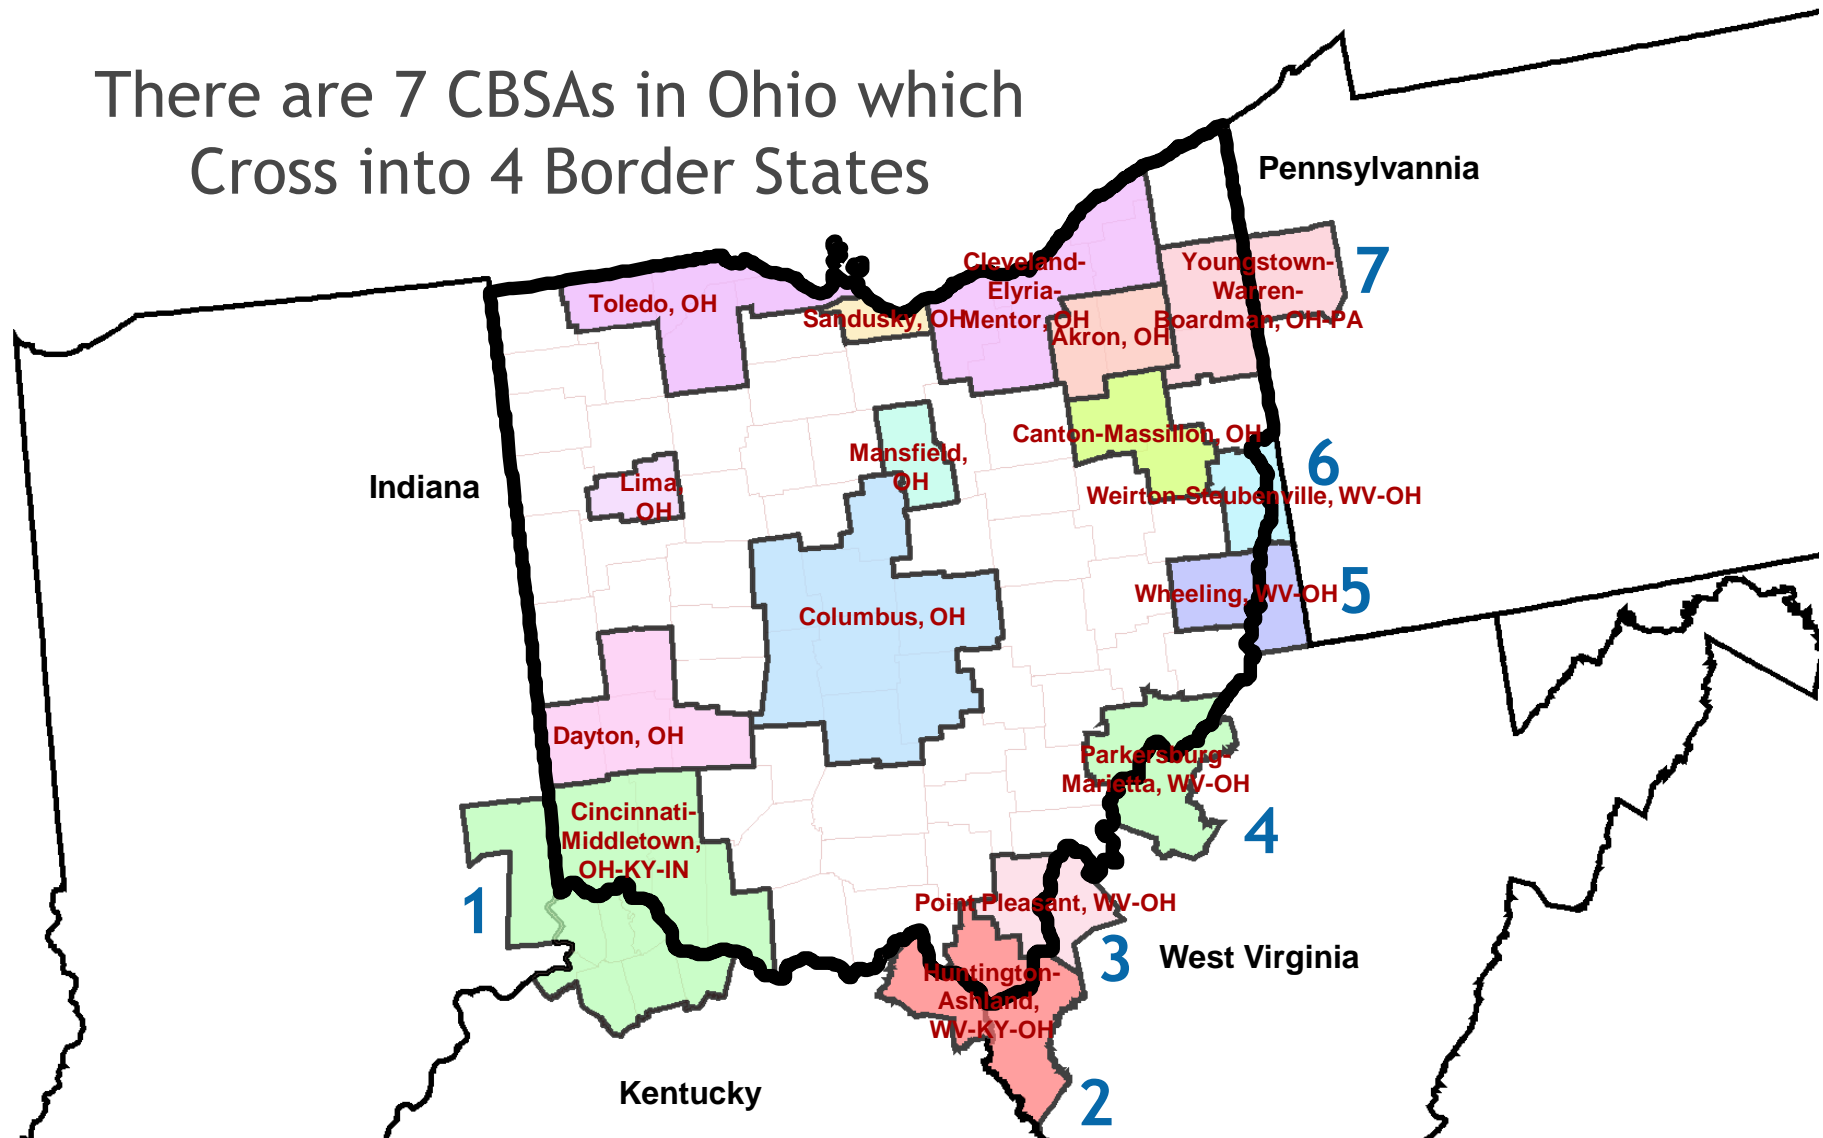 There are 7 CBSAs in Ohio which
Cross into 4 Border States
Pennsylvannia
Cleveland-
Elyria-
Mentor, OH
Youngstown-
Warren-
Boardman, OH-PA
7
Toledo, OH
Sandusky, OH
Akron, OH
Canton-Massillon, OH
Mansfield,
OH
6
Indiana
Lima,
OH
Weirton-Steubenville, WV-OH
Wheeling, WV-OH
5
Columbus, OH
Dayton, OH
Parkersburg-
Marietta, WV-OH
4
Cincinnati-
Middletown,
OH-KY-IN
1
Point Pleasant, WV-OH
3
West Virginia
Huntington-
Ashland,
WV-KY-OH
Kentucky
2